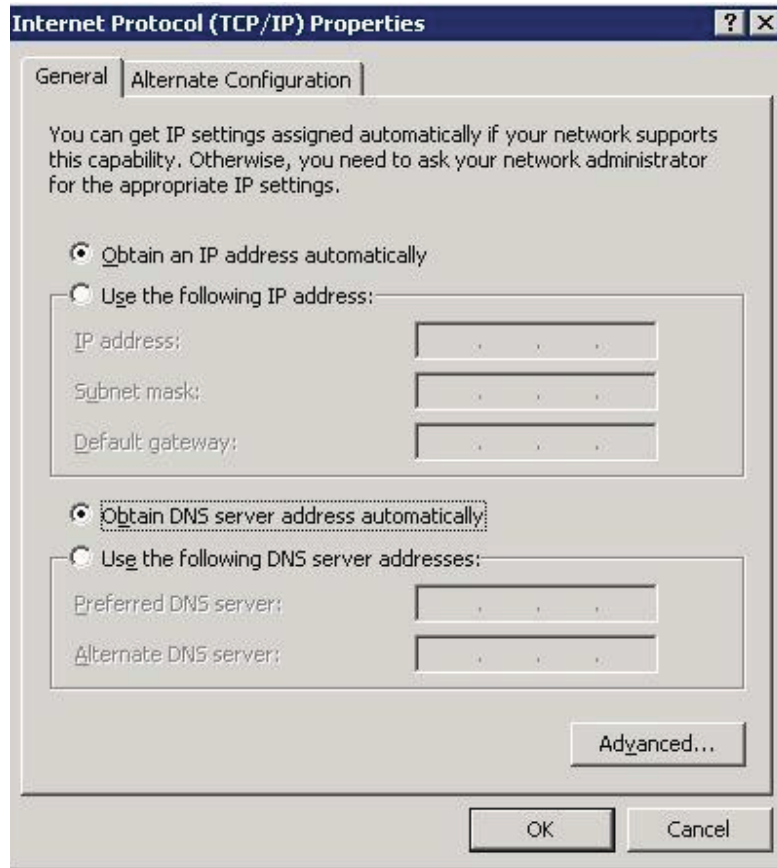 Internet Protocol (TCP/IP) Properties
General
Alternate Configuration
You can get IP settings assigned automatically if your network supports
this capability. Otherwise, you need to ask your network administrator
for the appropriate IP settings.
Obtain an IP address automatically
Use the following IP address:
IP address:
Subnet mask:
Default gateway:
Obtain DNS server address automatically
Use the following DNS server addresses:
Preferred DNS server:
Alternate DNS server:
Advanced...
OK
Cancel